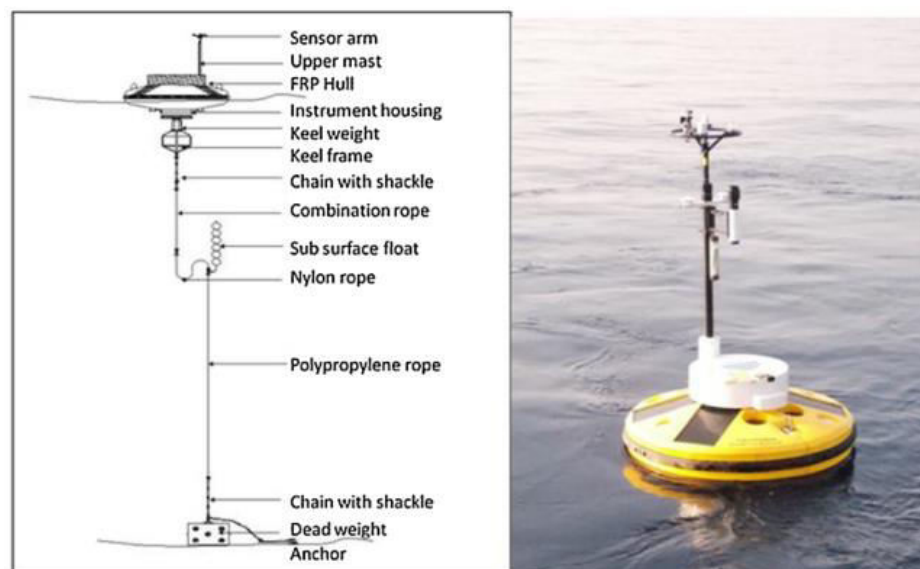 Sensor arm
Upper mast
FRP Hull
Instrument housing
Keel weight
Keel frame
Chain with shackle
Combination rope
Sub surface float
Nylon rope
Polypropylene rope
Chain with shackle
Dead weight
Anchor